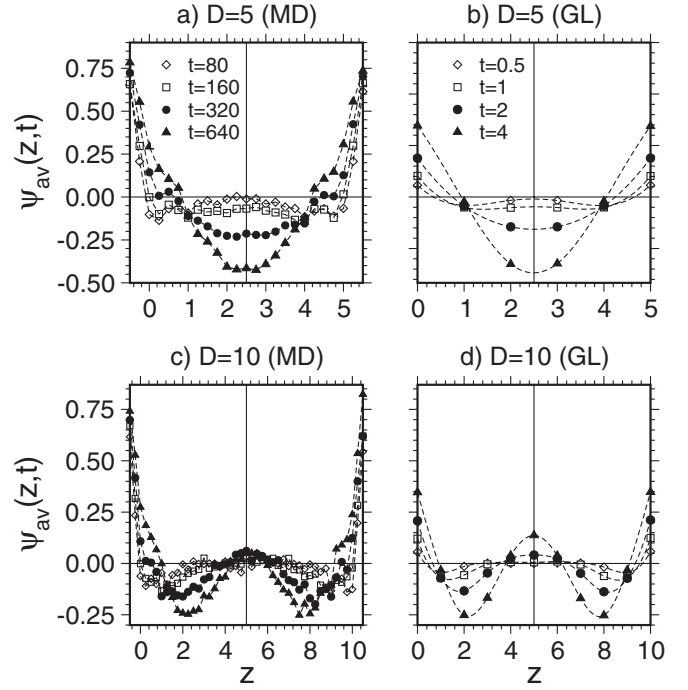 a) D=5 (MD)
b) D=5 (GL)
ψav(z,t)
0.75
0.50
0.25
0.00
-0.25
-0.50
t=80
t=160
t=320
t=640
t=0.5
t=1
t=2
t=4
0 1 2 3 4 5
0 1 2 3 4 5
c) D=10 (MD)
d) D=10 (GL)
ψav(z,t)
0.75
0.50
0.25
0.00
-0.25
0 2 4 6 8 10
0 2 4 6 8 10
z
z